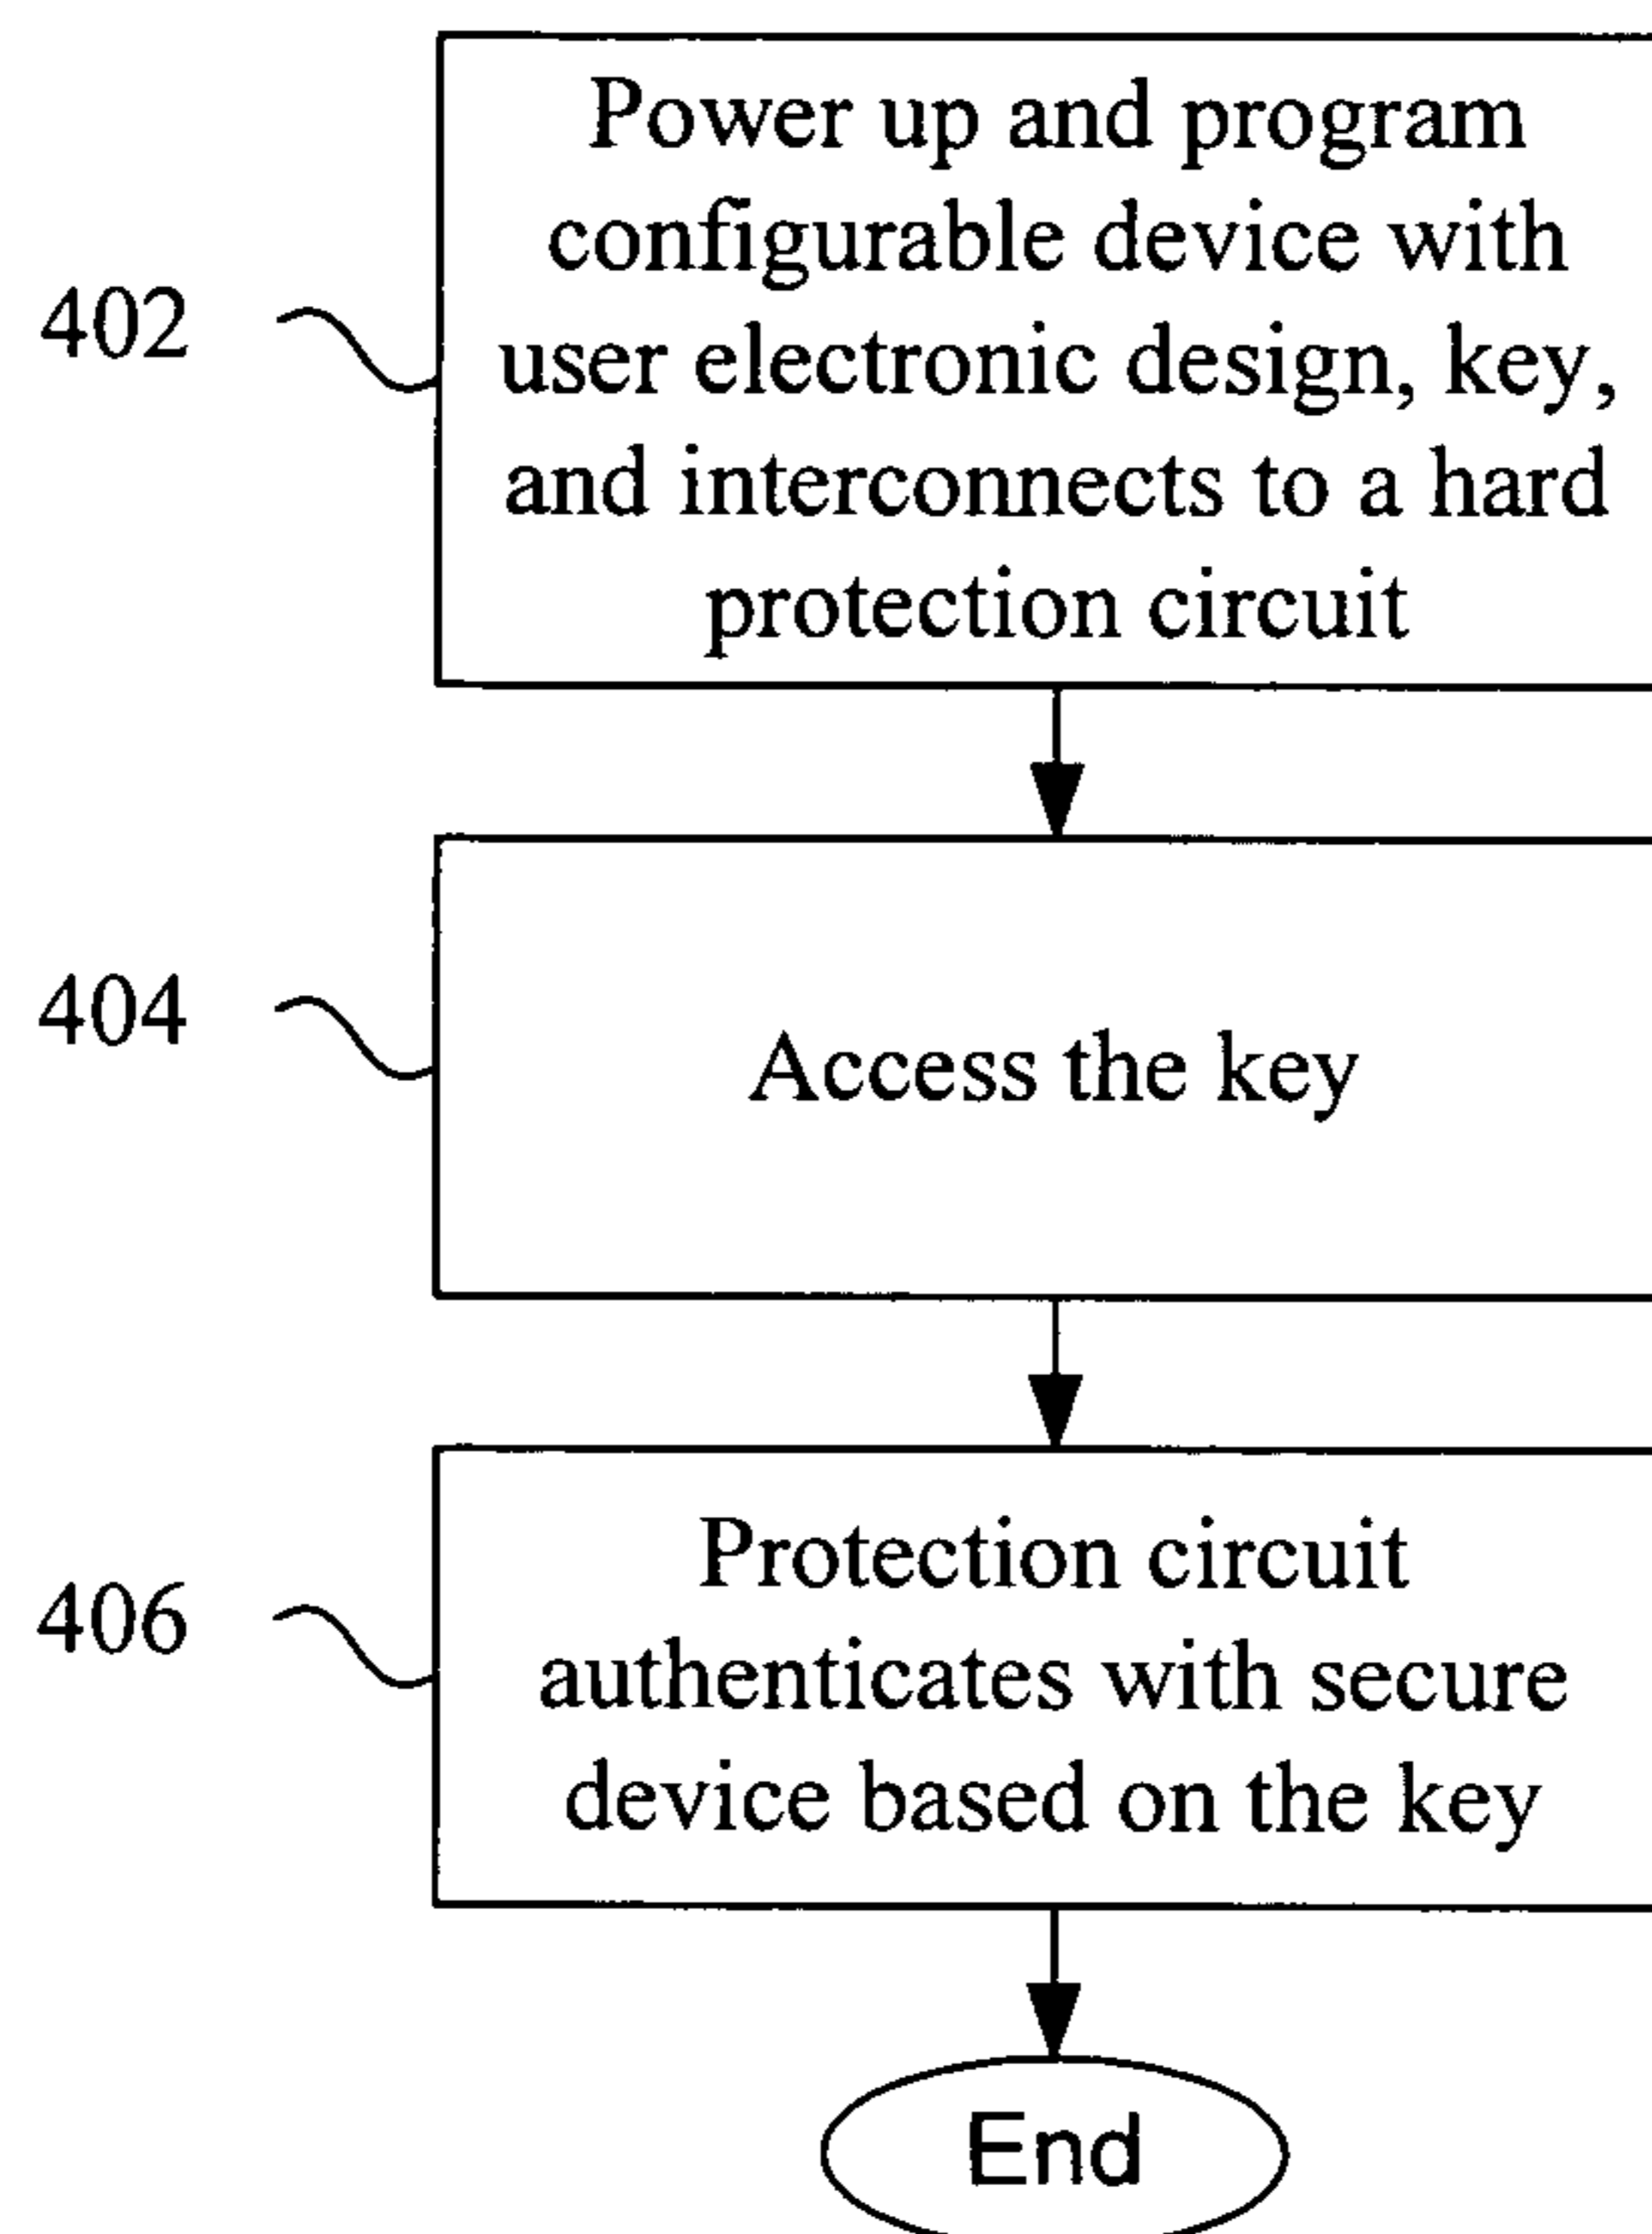 Power up and program
configurable device with
402
user electronic design, key,
and interconnects to a hard
protection circuit
404
Access the key
Protection circuit
406
authenticates with secure
device based on the key
End